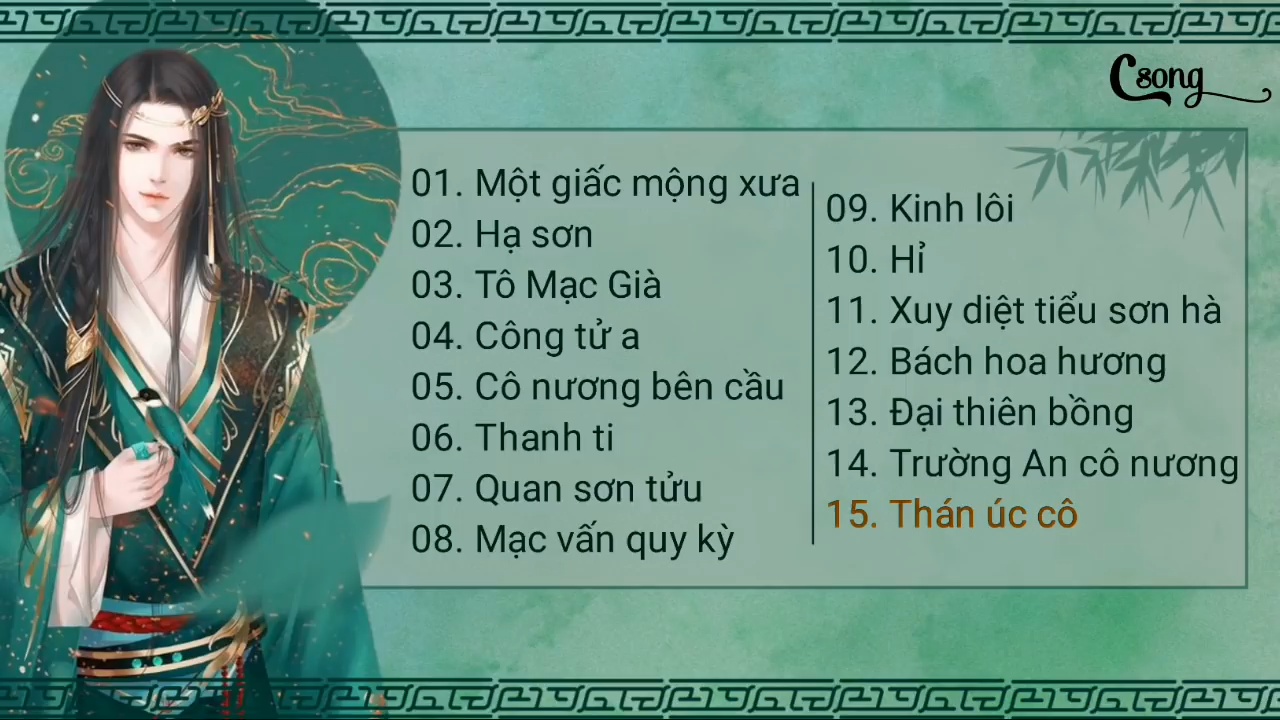 Csong
01. Một giấc mộng xưa
02. Hạ sơn
03. Tô Mạc Già
04. Công tử a
05. Cô nương bên cầu
06. Thanh ti
07. Quan sơn tửu
08. Mạc vấn quy kỳ
09. Kinh lôi
10. Hỉ
11. Xuy diệt tiểu sơn hà
12. Bách hoa hương
13. Đại thiên bồng
14. Trường An cô nương
15. Thán úc cô